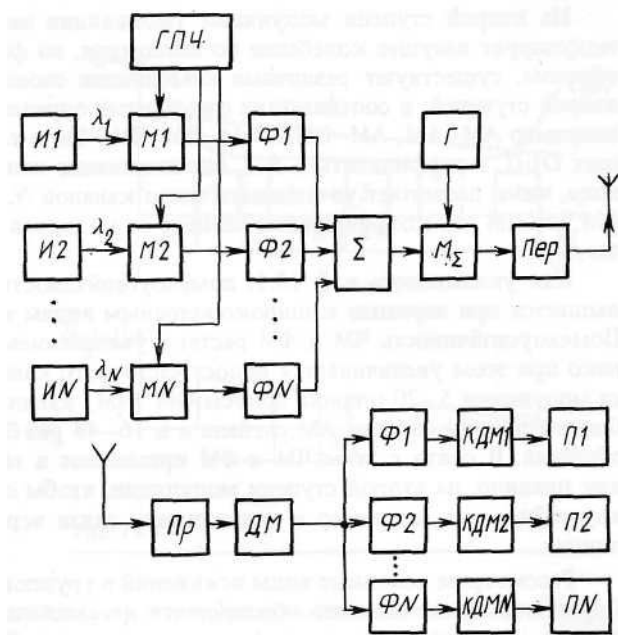 ГПЧ
И1 λ1 М1 Ф1 Г
И2 λ2 М2 Ф2 Σ МΣ Пер
ИN λN МN ФN
Ф1 КДМ1 П1
Пр ДМ Ф2 КДМ2 П2
ФN КДМN ПN